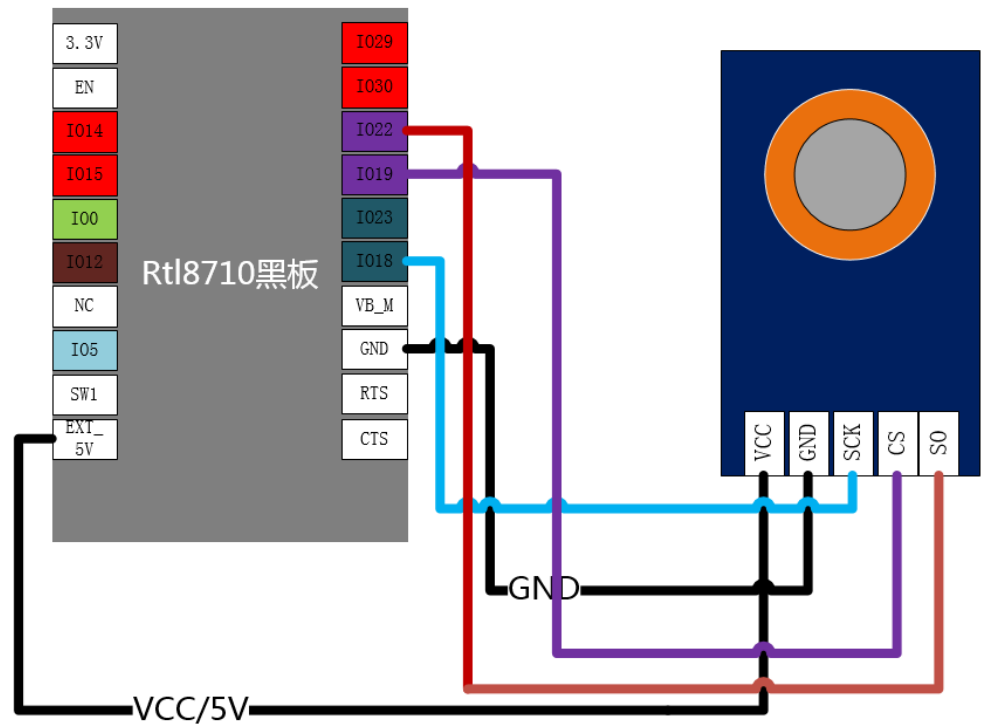 3.3V
EN
IO14
IO15
IO0
IO12
NC
IO5
SW1
EXT_
5V
Rtl8710黑板
IO29
IO30
IO22
IO19
IO23
IO18
VB_M
GND
RTS
CTS
VCC
GND
SCK
CS
SO
GND
VCC/5V